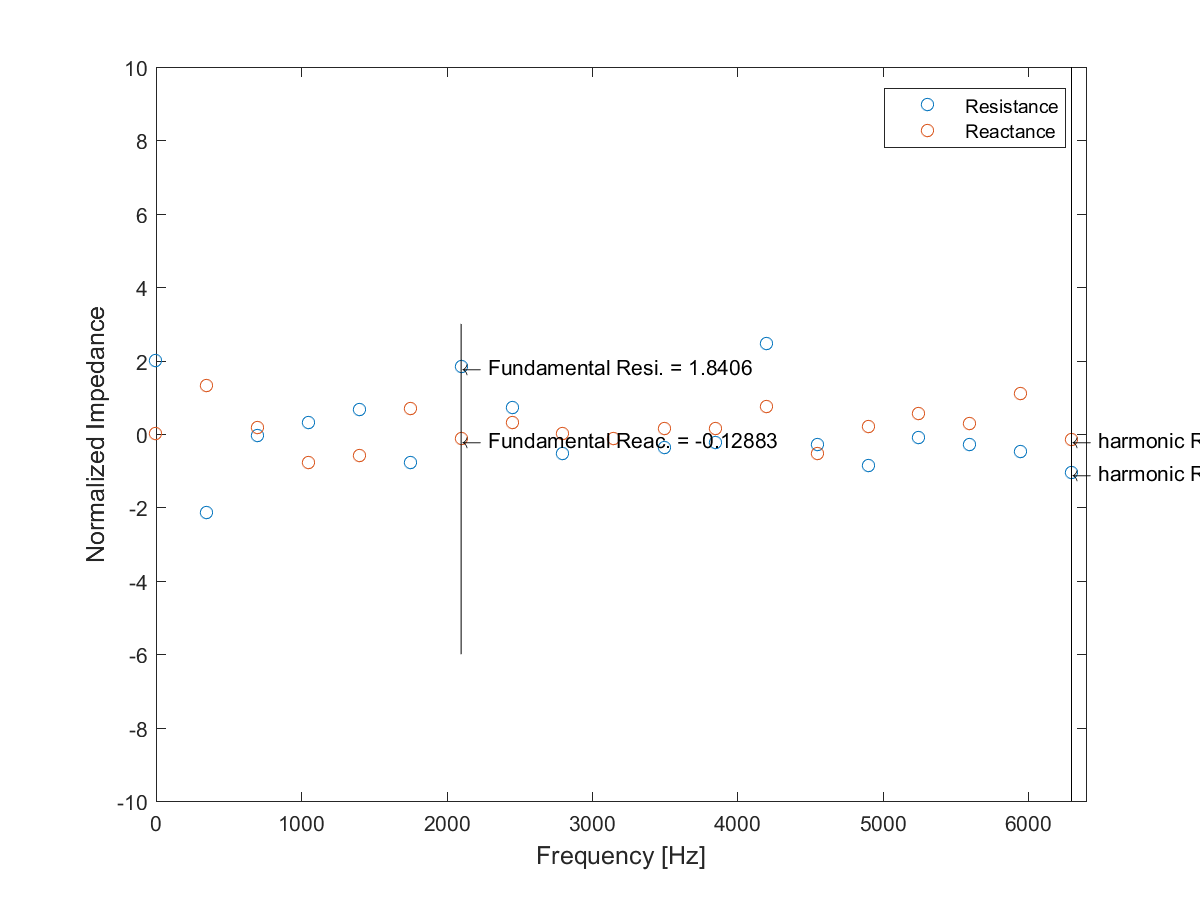 10
8
6
4
2
0
-2
-4
-6
-8
-10
Normalized Impedance
Resistance
Reactance
Fundamental Resi. = 1.8406
Fundamental Reac. = -0.12883
harmonic R
harmonic R
0 1000 2000 3000 4000 5000 6000
Frequency [Hz]